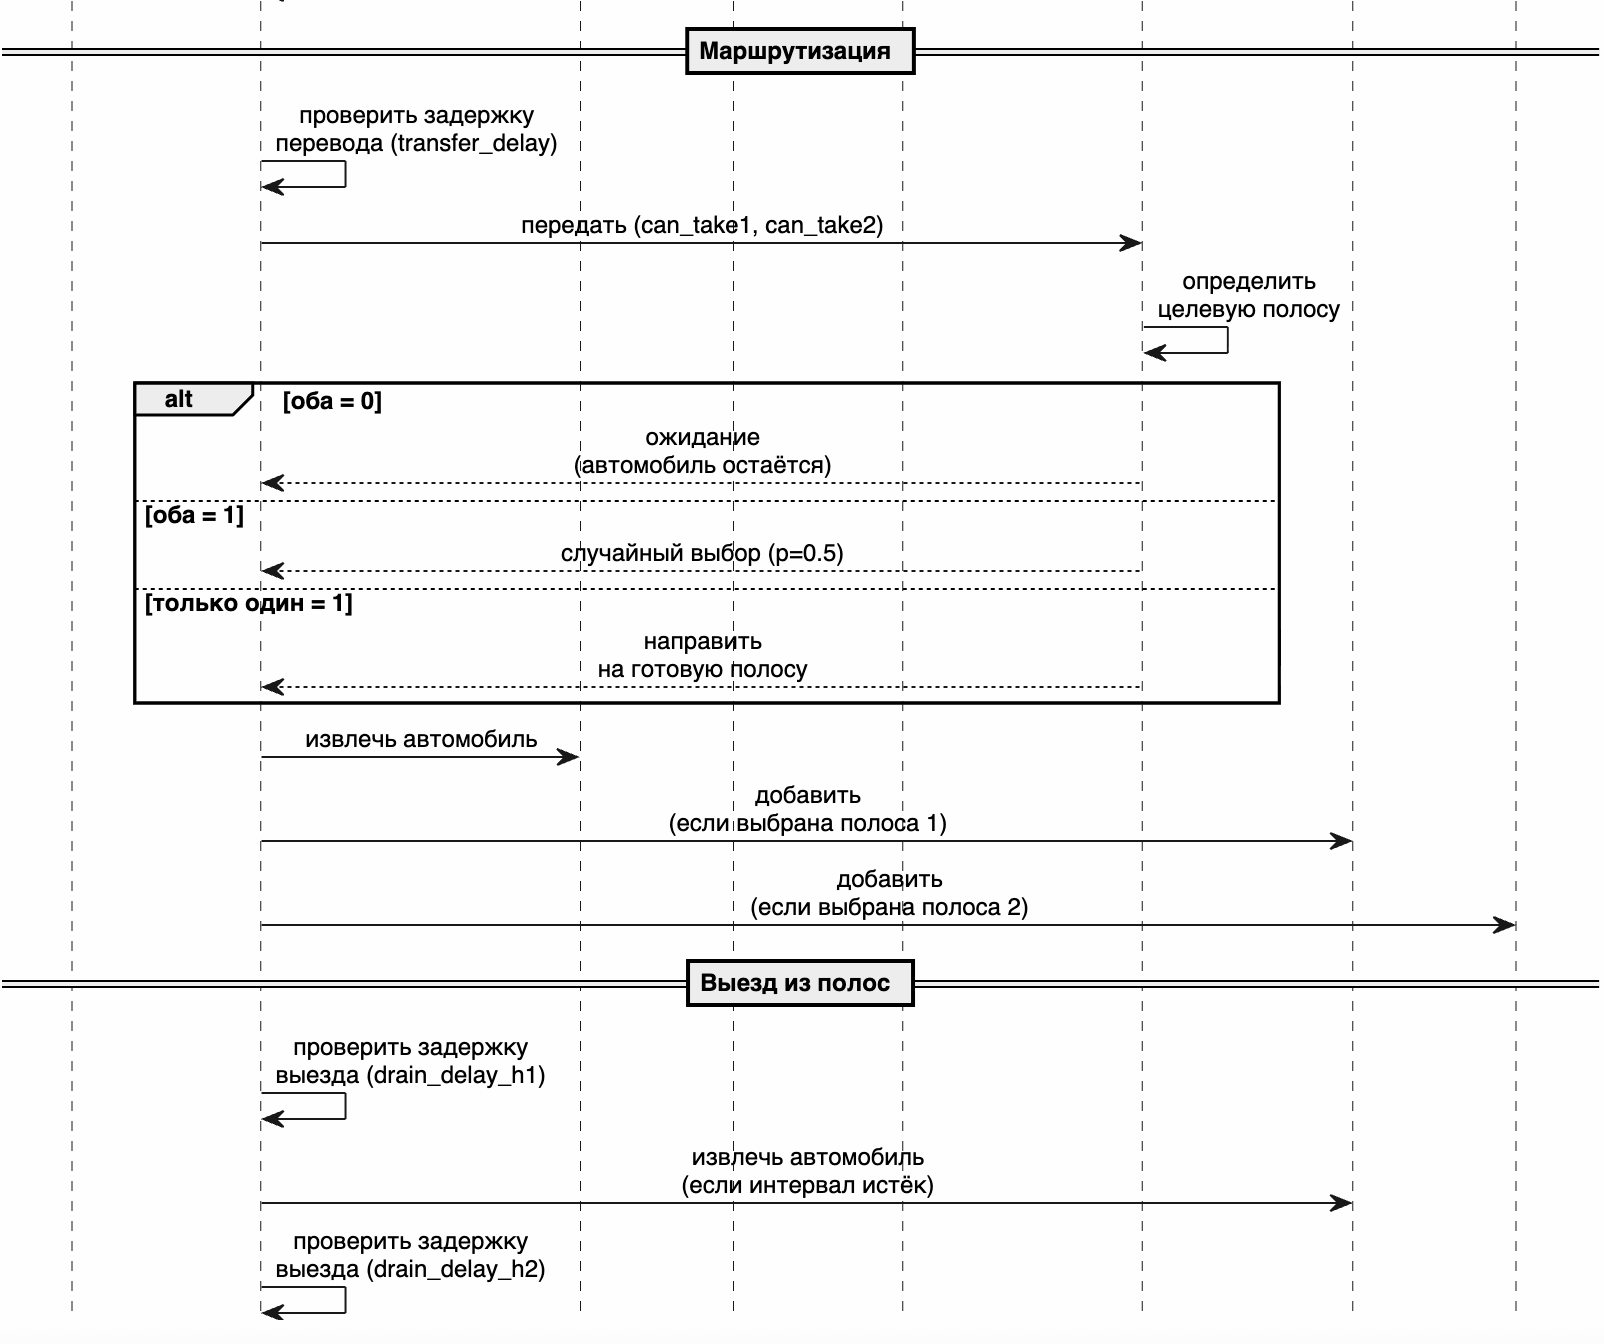 Маршрутизация
проверить задержку
перевода (transfer_delay)
передать (can_take1, can_take2)
определить
целевую полосу
alt
[оба = 0]
ожидание
(автомобиль остаётся)
[оба = 1]
случайный выбор (p=0.5)
[только один = 1]
направить
на готовую полосу
извлечь автомобиль
добавить
(если выбрана полоса 1)
добавить
(если выбрана полоса 2)
Выезд из полос
проверить задержку
выезда (drain_delay_h1)
извлечь автомобиль
(если интервал истёк)
проверить задержку
выезда (drain_delay_h2)